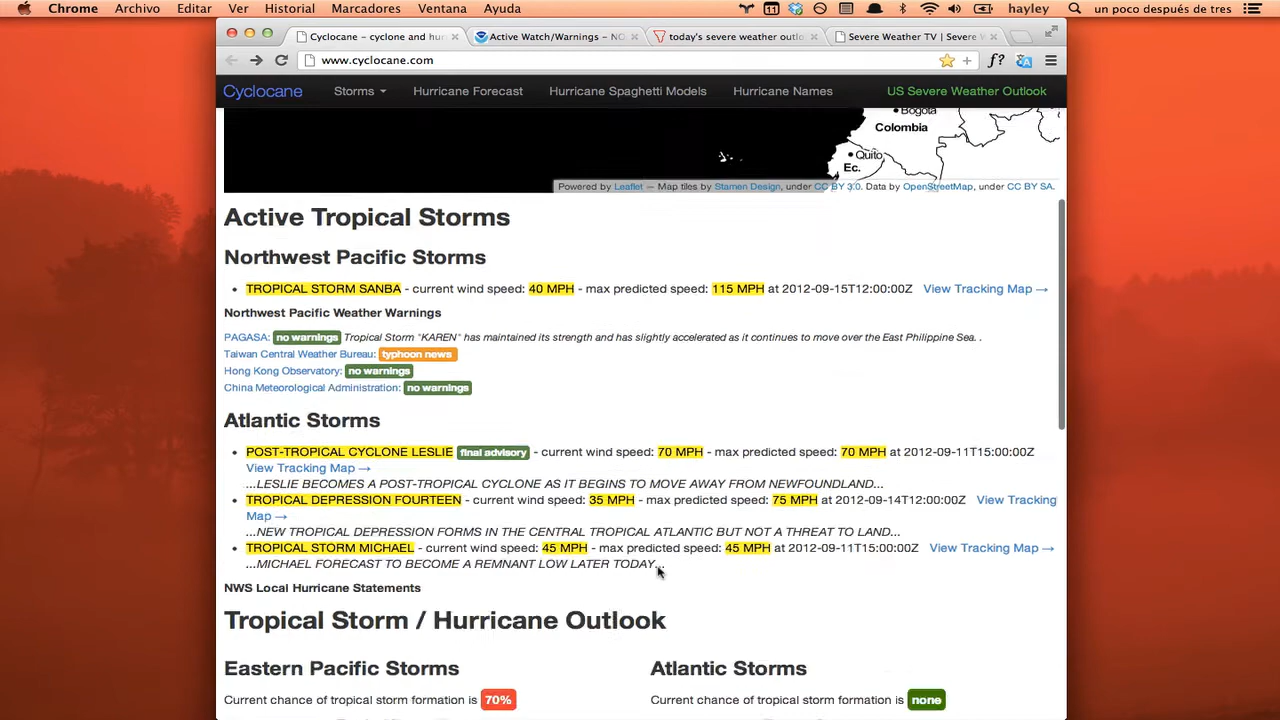 Chrome Archivo Editar Ver Historial Marcadores Ventana Ayuda 11 hayley un poco después de tres
Cyclocane – cyclone and hur × Active Watch/Warnings – NO × today's severe weather outlo × Severe Weather TV | Severe W ×
www.cyclocane.com f?
Cyclocane Storms Hurricane Forecast Hurricane Spaghetti Models Hurricane Names US Severe Weather Outlook
Bogota
Colombia
Quito
Ec.
Powered by Leaflet — Map tiles by Stamen Design, under CC BY 3.0. Data by OpenStreetMap, under CC BY SA.
Active Tropical Storms
Northwest Pacific Storms
• TROPICAL STORM SANBA - current wind speed: 40 MPH - max predicted speed: 115 MPH at 2012-09-15T12:00:00Z View Tracking Map →
Northwest Pacific Weather Warnings
PAGASA: no warnings Tropical Storm "KAREN" has maintained its strength and has slightly accelerated as it continues to move over the East Philippine Sea. .
Taiwan Central Weather Bureau: typhoon news
Hong Kong Observatory: no warnings
China Meteorological Administration: no warnings
Atlantic Storms
• POST-TROPICAL CYCLONE LESLIE final advisory - current wind speed: 70 MPH - max predicted speed: 70 MPH at 2012-09-11T15:00:00Z
View Tracking Map →
...LESLIE BECOMES A POST-TROPICAL CYCLONE AS IT BEGINS TO MOVE AWAY FROM NEWFOUNDLAND...
• TROPICAL DEPRESSION FOURTEEN - current wind speed: 35 MPH - max predicted speed: 75 MPH at 2012-09-14T12:00:00Z View Tracking
Map →
...NEW TROPICAL DEPRESSION FORMS IN THE CENTRAL TROPICAL ATLANTIC BUT NOT A THREAT TO LAND...
• TROPICAL STORM MICHAEL - current wind speed: 45 MPH - max predicted speed: 45 MPH at 2012-09-11T15:00:00Z View Tracking Map →
...MICHAEL FORECAST TO BECOME A REMNANT LOW LATER TODAY...
NWS Local Hurricane Statements
Tropical Storm / Hurricane Outlook
Eastern Pacific Storms Atlantic Storms
Current chance of tropical storm formation is 70% Current chance of tropical storm formation is none